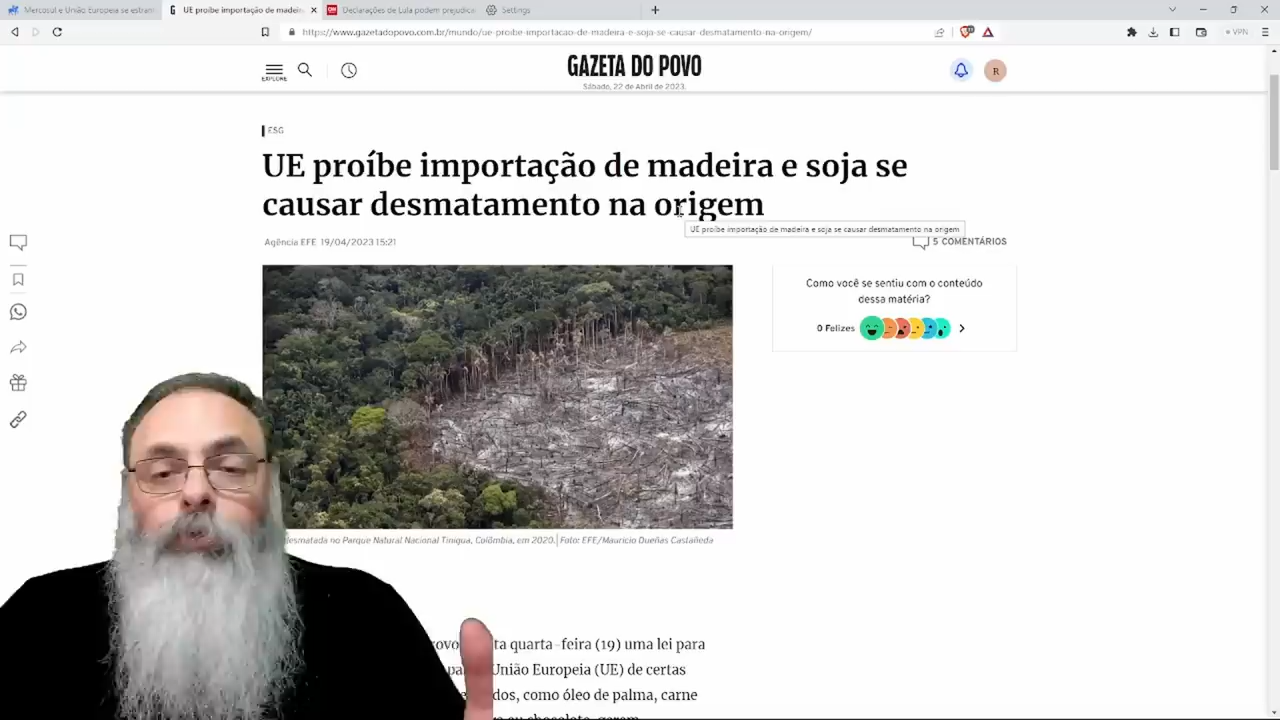 Mercosul e União Europeia se estram
UE proíbe importação de madeira
Declarações de Lula podem prejudica
Settings
https://www.gazetadopovo.com.br/mundo/ue-proibe-importacao-de-madeira-e-soja-se-causar-desmatamento-na-origem/
VPN
EXPLORE
GAZETA DO POVO
Sábado, 22 de Abril de 2023.
R
ESG
UE proíbe importação de madeira e soja se
causar desmatamento na origem
UE proíbe importação de madeira e soja se causar desmatamento na origem
Agência EFE 19/04/2023 15:21
5 COMENTÁRIOS
Como você se sentiu com o conteúdo
dessa matéria?
0 Felizes
desmatada no Parque Natural Nacional Tinigua, Colômbia, em 2020. | Foto: EFE/Mauricio Dueñas Castañeda
ta quarta-feira (19) uma lei para
União Europeia (UE) de certas
dos, como óleo de palma, carne
ou chocolate, gerem